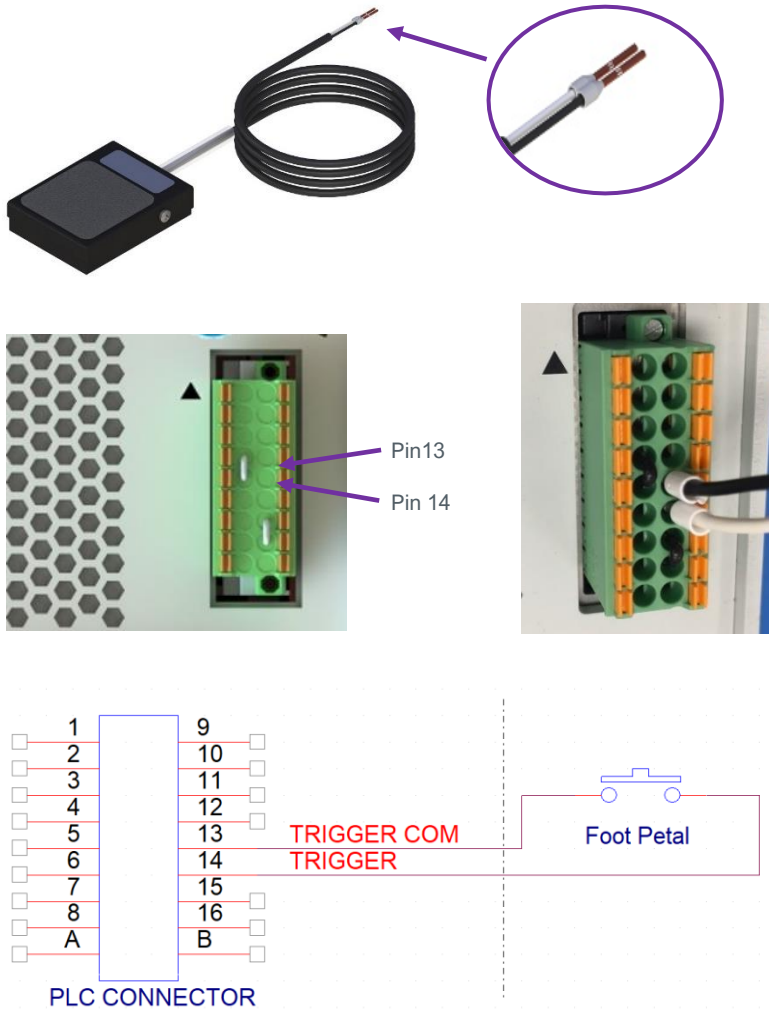 Pin13
Pin 14
1 9
2 10
3 11
4 12
5 13 TRIGGER COM
6 14 TRIGGER
7 15
8 16
A B
Foot Petal
PLC CONNECTOR